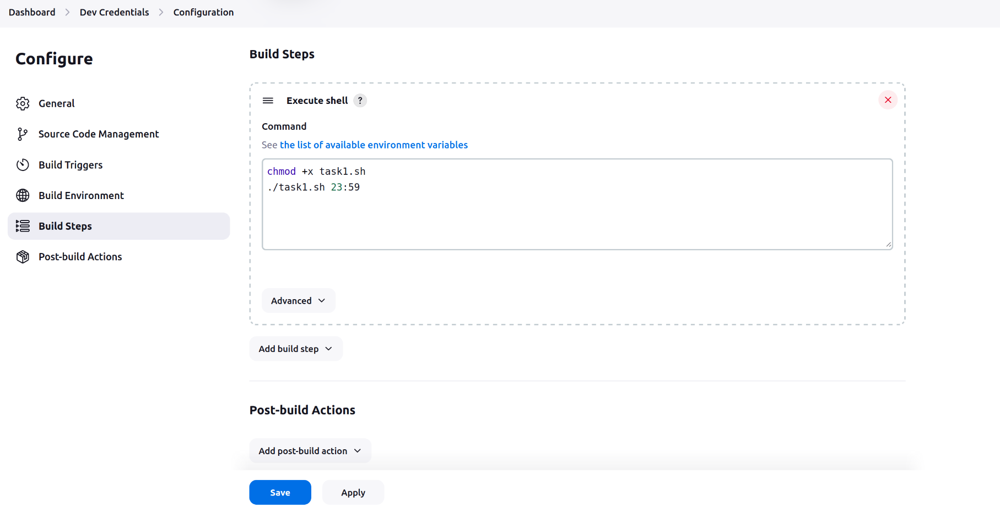 Dashboard > Dev Credentials > Configuration
Configure
General
Source Code Management
Build Triggers
Build Environment
Build Steps
Post-build Actions
Build Steps
Execute shell ?
Command
See the list of available environment variables
chmod +x task1.sh
./task1.sh 23:59
Advanced
Add build step
Post-build Actions
Add post-build action
Save Apply